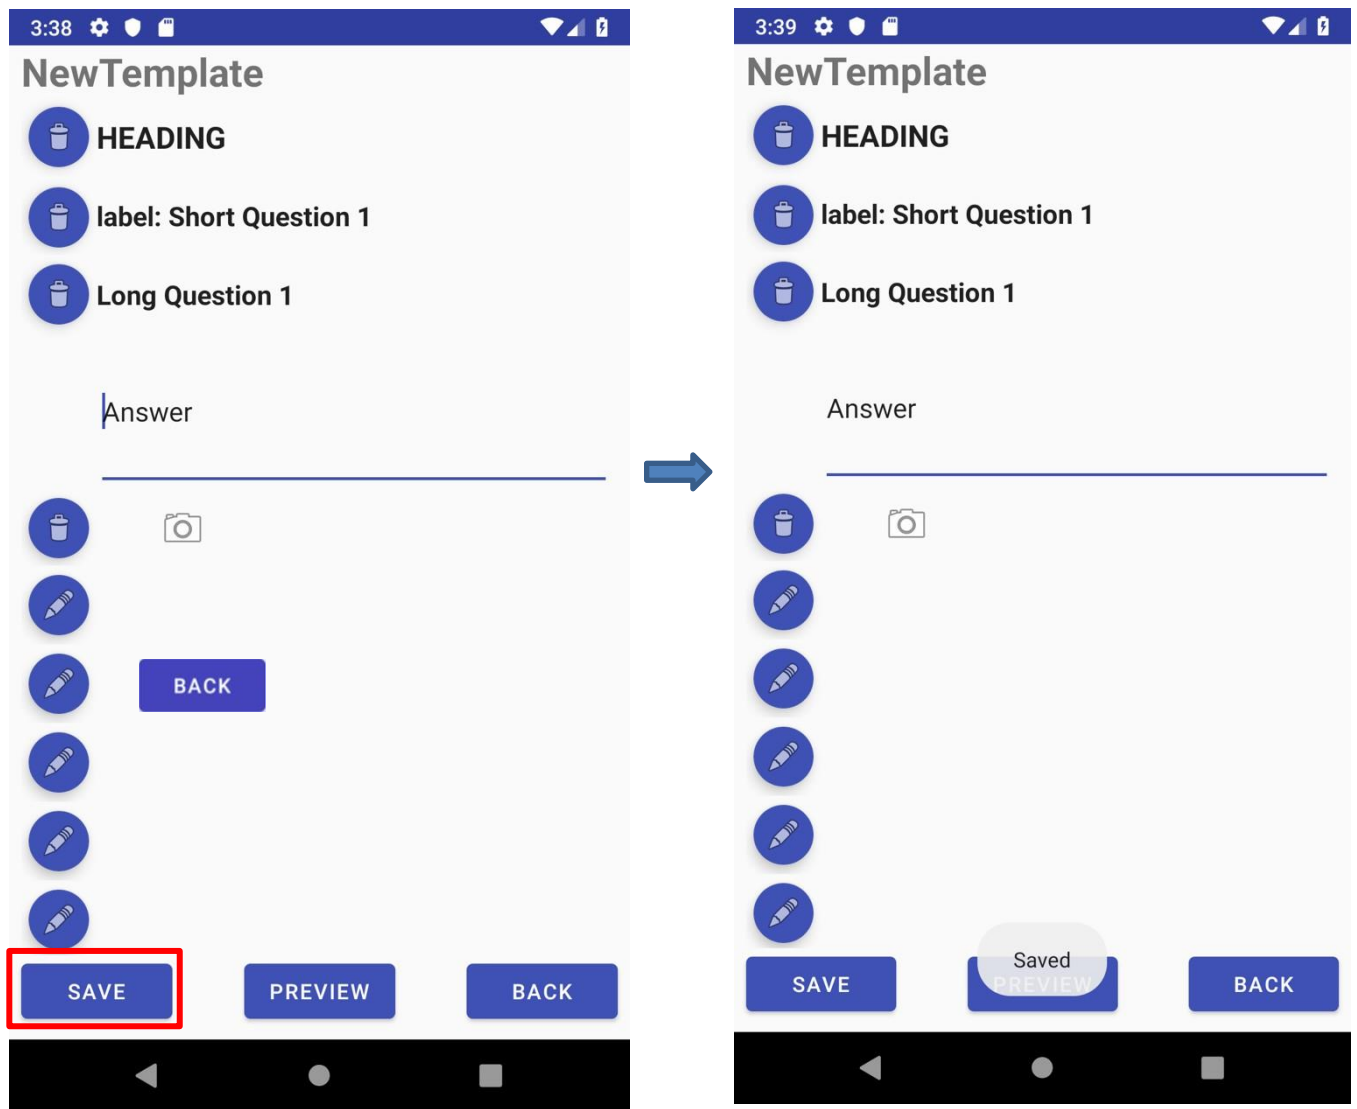 3:38
NewTemplate
HEADING
label: Short Question 1
Long Question 1
Answer
BACK
SAVE
PREVIEW
BACK
3:39
NewTemplate
HEADING
label: Short Question 1
Long Question 1
Answer
Saved
SAVE
PREVIEW
BACK